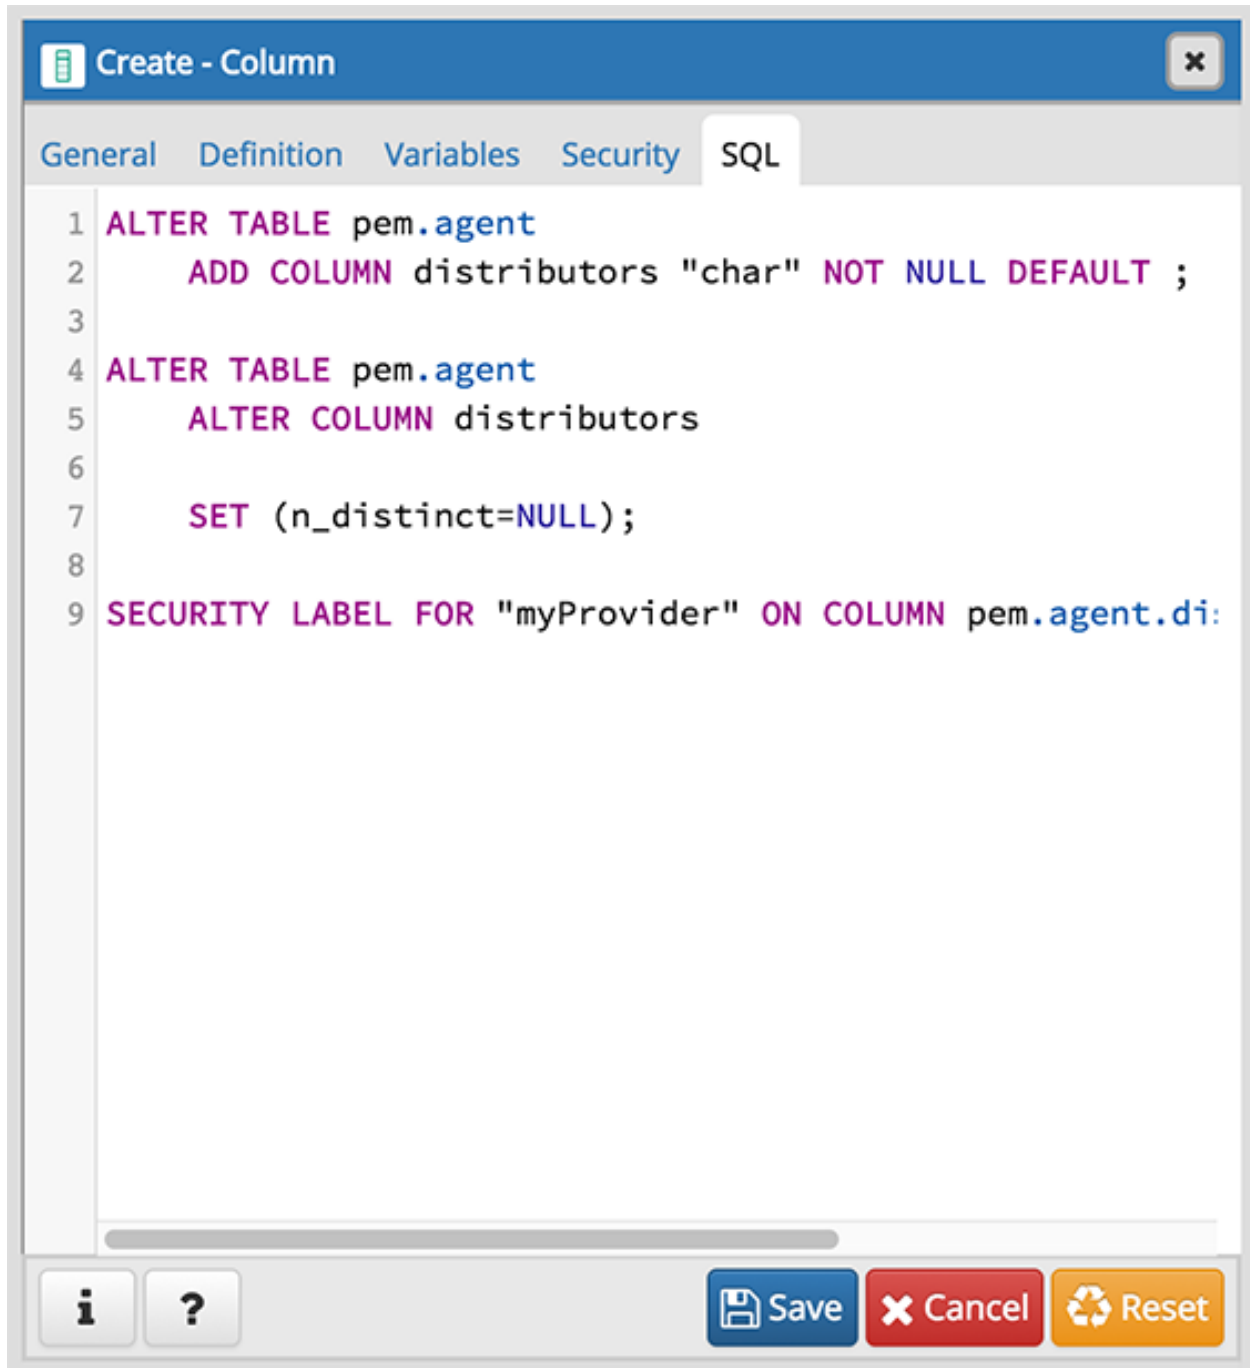 Create - Column
General Definition Variables Security SQL
1 ALTER TABLE pem.agent
2 ADD COLUMN distributors "char" NOT NULL DEFAULT ;
3
4 ALTER TABLE pem.agent
5 ALTER COLUMN distributors
6
7 SET (n_distinct=NULL);
8
9 SECURITY LABEL FOR "myProvider" ON COLUMN pem.agent.di
i ? Save Cancel Reset